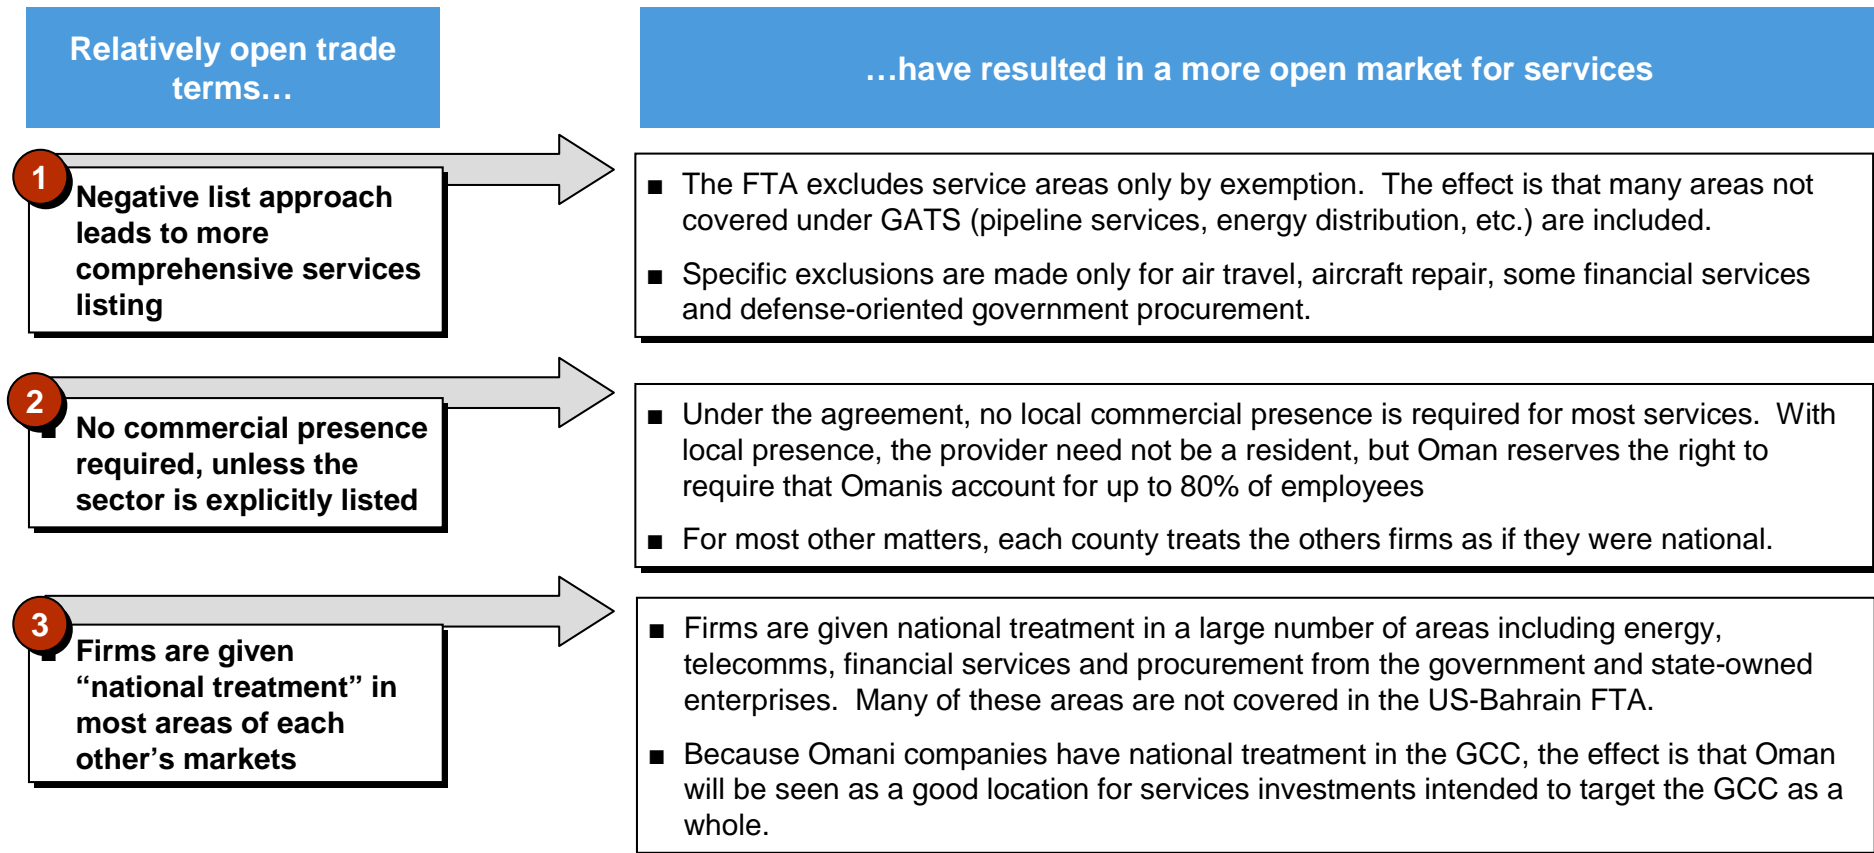 Relatively open trade
terms…
…have resulted in a more open market for services
1
Negative list approach
leads to more
comprehensive services
listing
■ The FTA excludes service areas only by exemption.  The effect is that many areas not
covered under GATS (pipeline services, energy distribution, etc.) are included.
■ Specific exclusions are made only for air travel, aircraft repair, some financial services
and defense-oriented government procurement.
2
■ No commercial presence
required, unless the
sector is explicitly listed
■ Under the agreement, no local commercial presence is required for most services.  With
local presence, the provider need not be a resident, but Oman reserves the right to
require that Omanis account for up to 80% of employees
■ For most other matters, each county treats the others firms as if they were national.
3
■ Firms are given
“national treatment” in
most areas of each
other’s markets
■ Firms are given national treatment in a large number of areas including energy,
telecomms, financial services and procurement from the government and state-owned
enterprises.  Many of these areas are not covered in the US-Bahrain FTA.
■ Because Omani companies have national treatment in the GCC, the effect is that Oman
will be seen as a good location for services investments intended to target the GCC as a
whole.